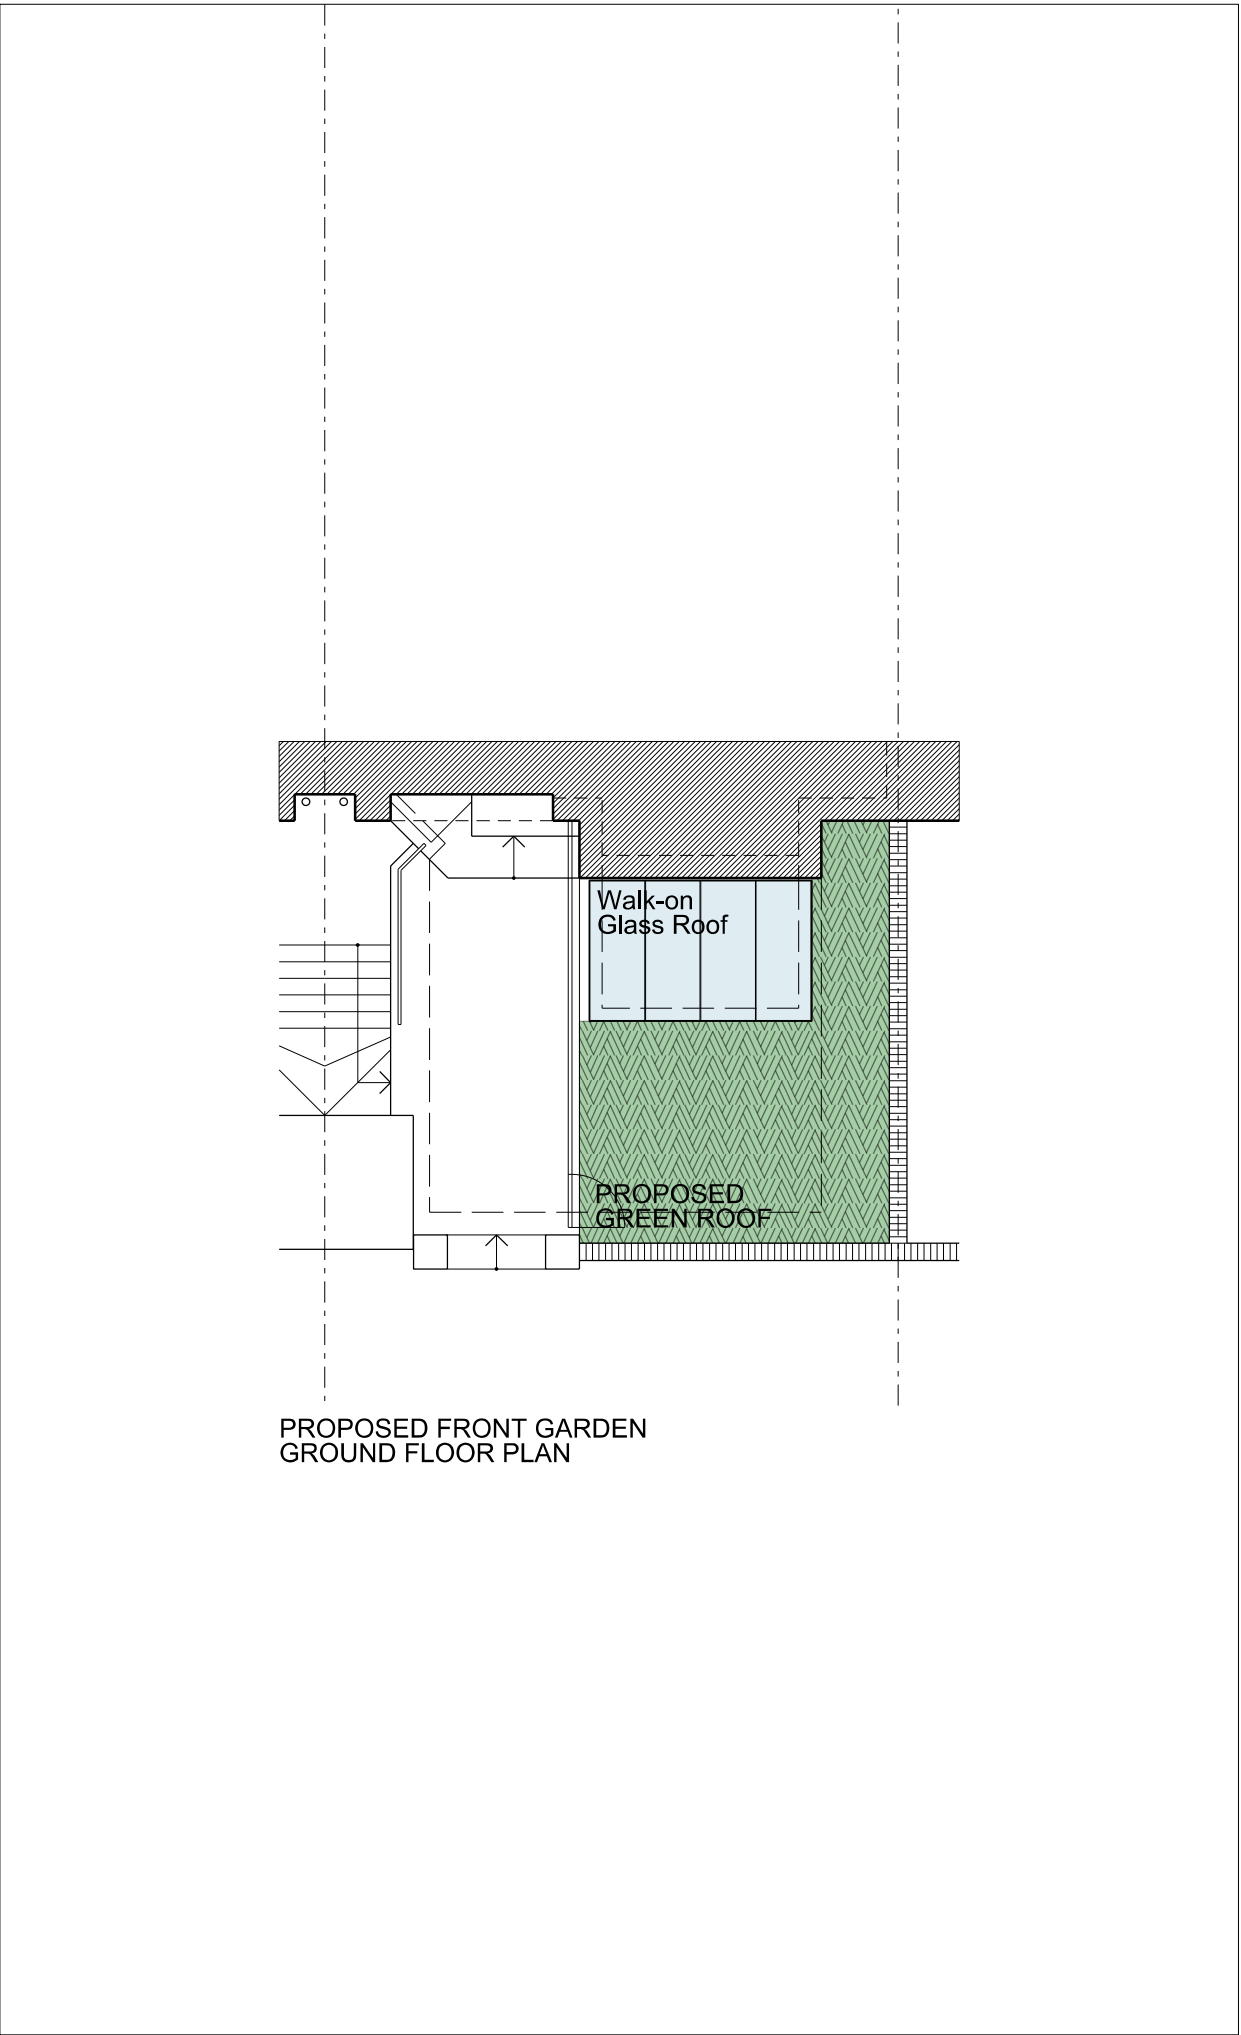 Walk-on
Glass Roof
PROPOSED
GREEN ROOF
PROPOSED FRONT GARDEN
GROUND FLOOR PLAN